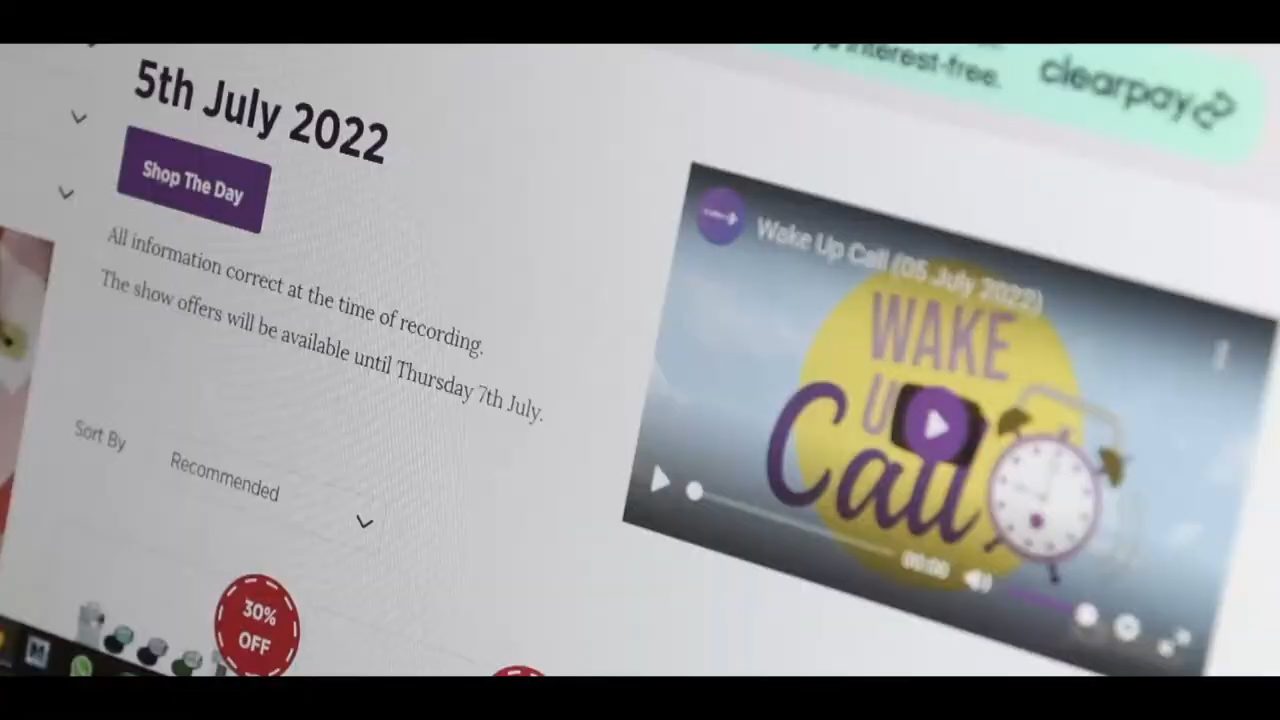 5th July 2022
interest-free.
clearpay
Shop The Day
All information correct at the time of recording.
The show offers will be available until Thursday 7th July.
Sort By
Recommended
30%
OFF
Wake Up Call (05 July 2022)
WAKE
Call
00:00